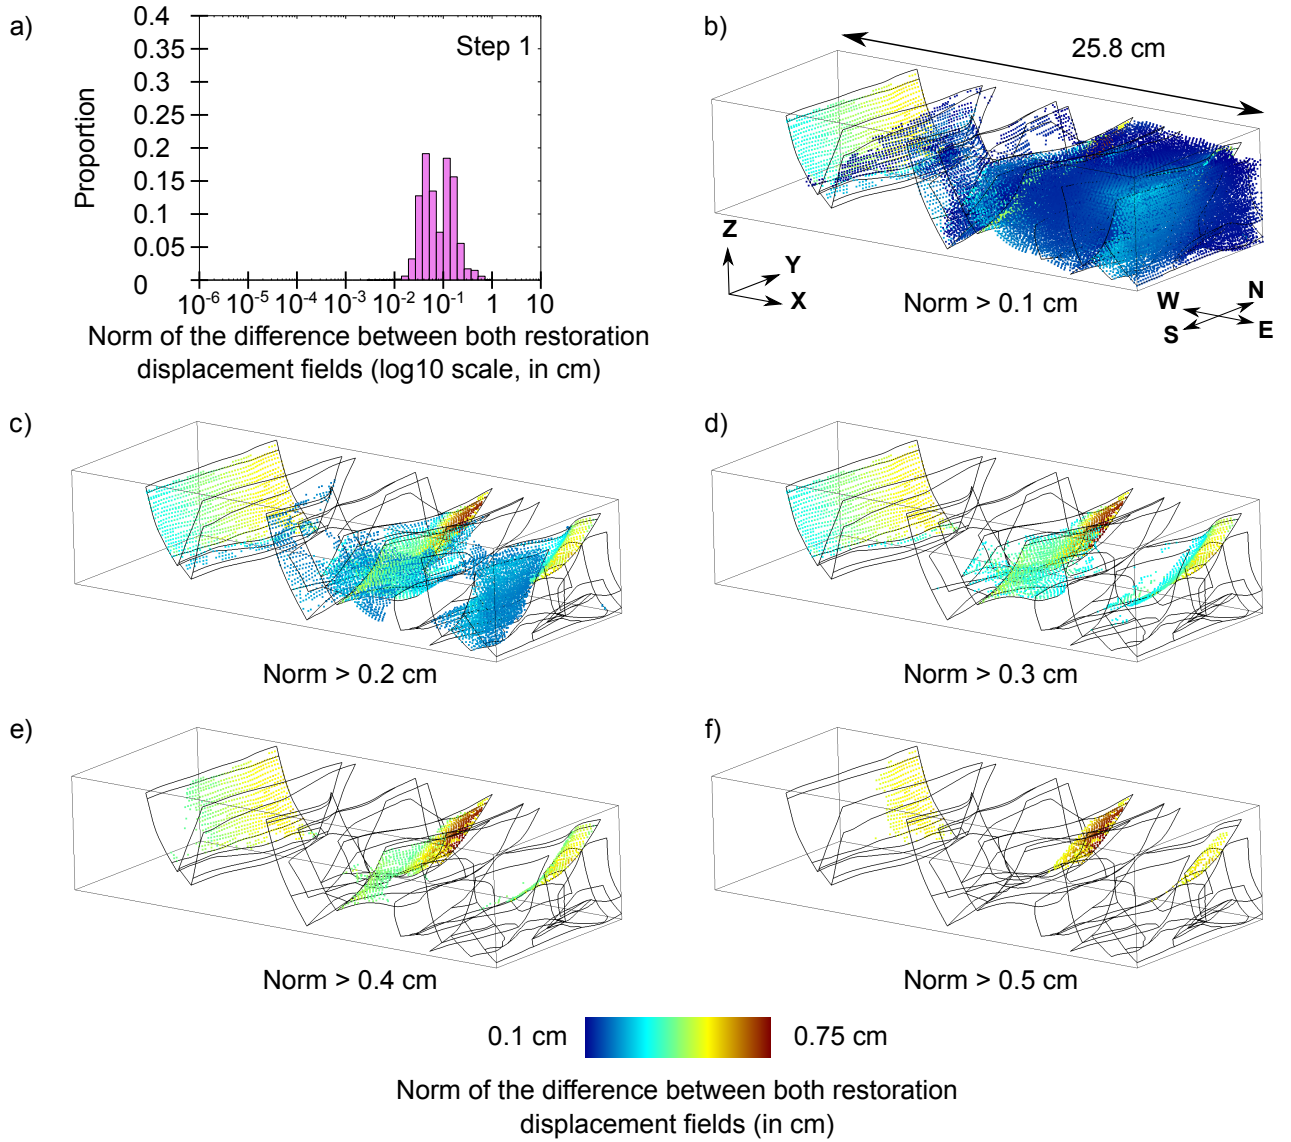 a)
0.4
0.35
0.3
0.25
0.2
0.15
0.1
0.05
0
Proportion
Step 1
10-6 10-5 10-4 10-3 10-2 10-1 1 10
Norm of the difference between both restoration
displacement fields (log10 scale, in cm)
b)
25.8 cm
Z
Y
X
Norm > 0.1 cm
W
N
S
E
c)
Norm > 0.2 cm
d)
Norm > 0.3 cm
e)
Norm > 0.4 cm
f)
Norm > 0.5 cm
0.1 cm
0.75 cm
Norm of the difference between both restoration
displacement fields (in cm)